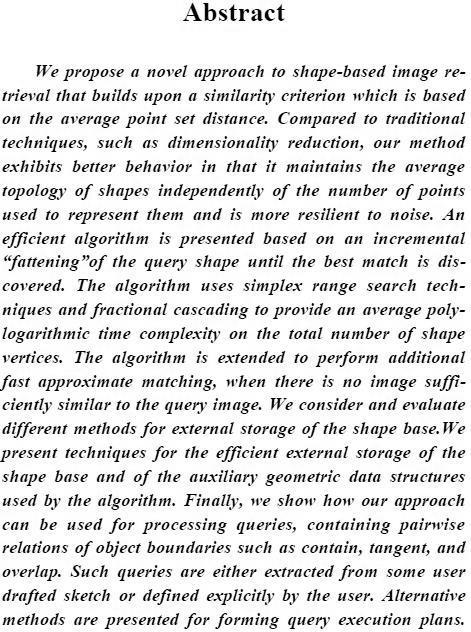 Abstract
We propose a novel approach to shape-based image re-
trieval that builds upon a similarity criterion which is based
on the average point set distance. Compared to traditional
techniques, such as dimensionality reduction, our method
exhibits better behavior in that it maintains the average
topology of shapes independently of the number of points
used to represent them and is more resilient to noise. An
efficient algorithm is presented based on an incremental
“fattening”of the query shape until the best match is dis-
covered. The algorithm uses simplex range search tech-
niques and fractional cascading to provide an average poly-
logarithmic time complexity on the total number of shape
vertices. The algorithm is extended to perform additional
fast approximate matching, when there is no image suffi-
ciently similar to the query image. We consider and evaluate
different methods for external storage of the shape base.We
present techniques for the efficient external storage of the
shape base and of the auxiliary geometric data structures
used by the algorithm. Finally, we show how our approach
can be used for processing queries, containing pairwise
relations of object boundaries such as contain, tangent, and
overlap. Such queries are either extracted from some user
drafted sketch or defined explicitly by the user. Alternative
methods are presented for forming query execution plans.